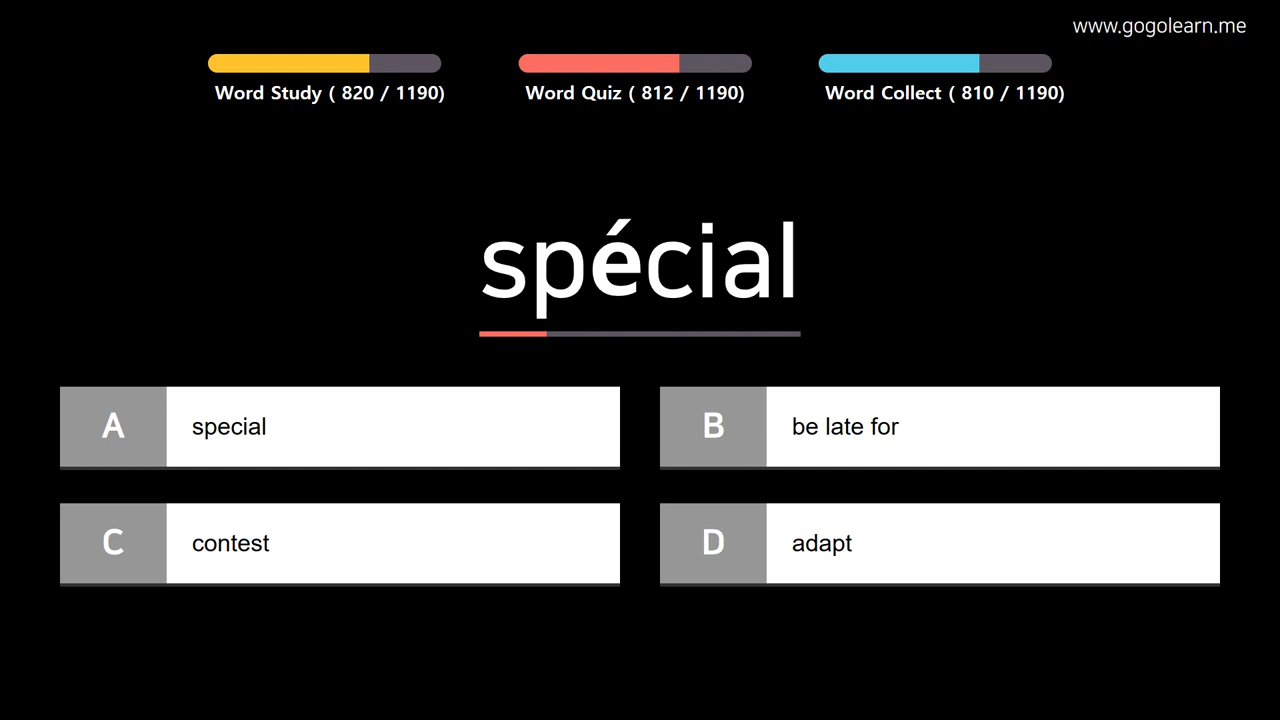 www.gogolearn.me
Word Study ( 820 / 1190)
Word Quiz ( 812 / 1190)
Word Collect ( 810 / 1190)
spécial
A special
B be late for
C contest
D adapt